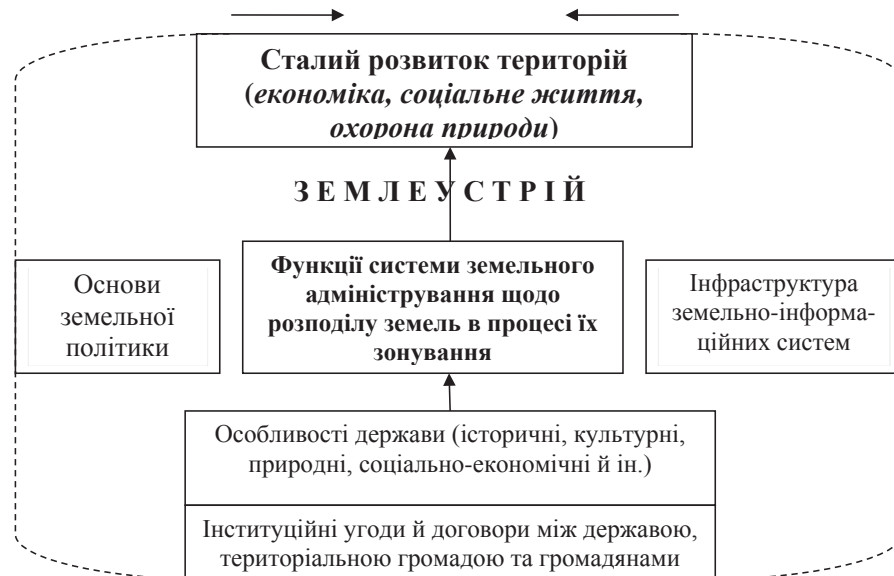 Сталий розвиток територій
(економіка, соціальне життя,
охорона природи)
З Е М Л Е У С Т Р І Й
Основи
земельної
політики
Функції системи земельного
адміністрування щодо
розподілу земель в процесі їх
зонування
Інфраструктура
земельно-інформа-
ційних систем
Особливості держави (історичні, культурні,
природні, соціально-економічні й ін.)
Інституційні угоди й договори між державою,
територіальною громадою та громадянами